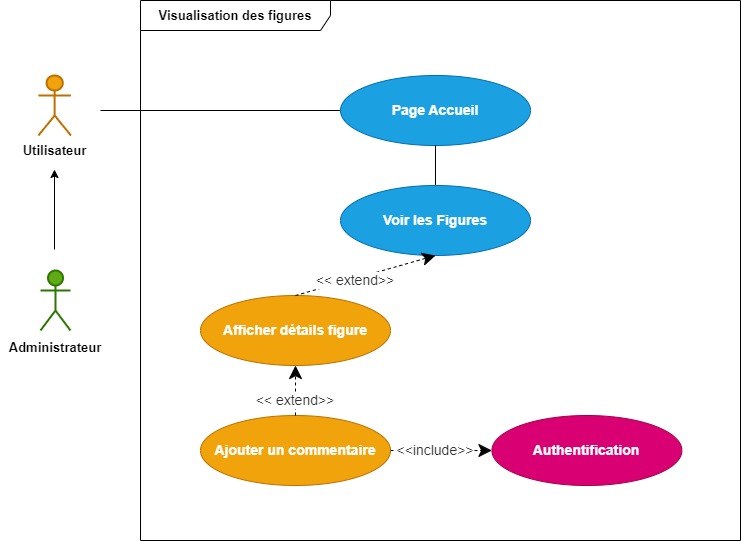 Visualisation des figures
Page Accueil
Utilisateur
Voir les Figures
<< extend>>
Afficher détails figure
Administrateur
<< extend>>
Ajouter un commentaire
<<include>>
Authentification